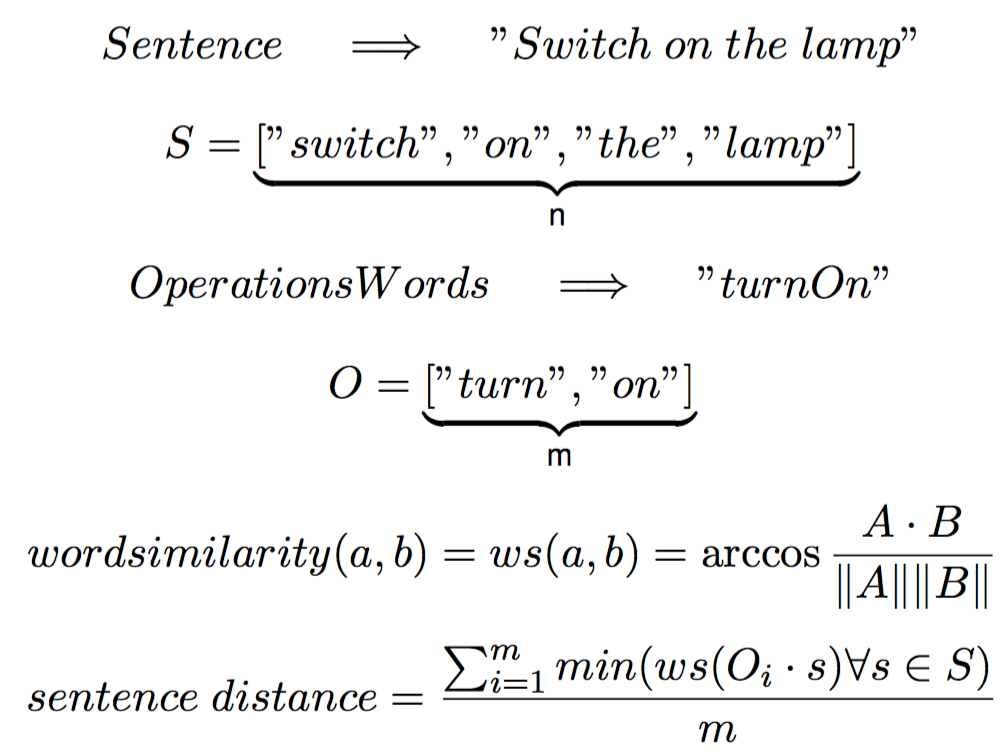 Sentence ⟹ ”Switch on the lamp”
S = [”switch”,”on”,”the”,”lamp”]
n
OperationsWords ⟹ ”turnOn”
O = [”turn”,”on”]
m
wordsimilarity(a, b) = ws(a, b) = arccos A · B / ‖A‖‖B‖
sentence distance = ∑_{i=1}^{m} min(ws(O_i · s)∀s ∈ S) / m